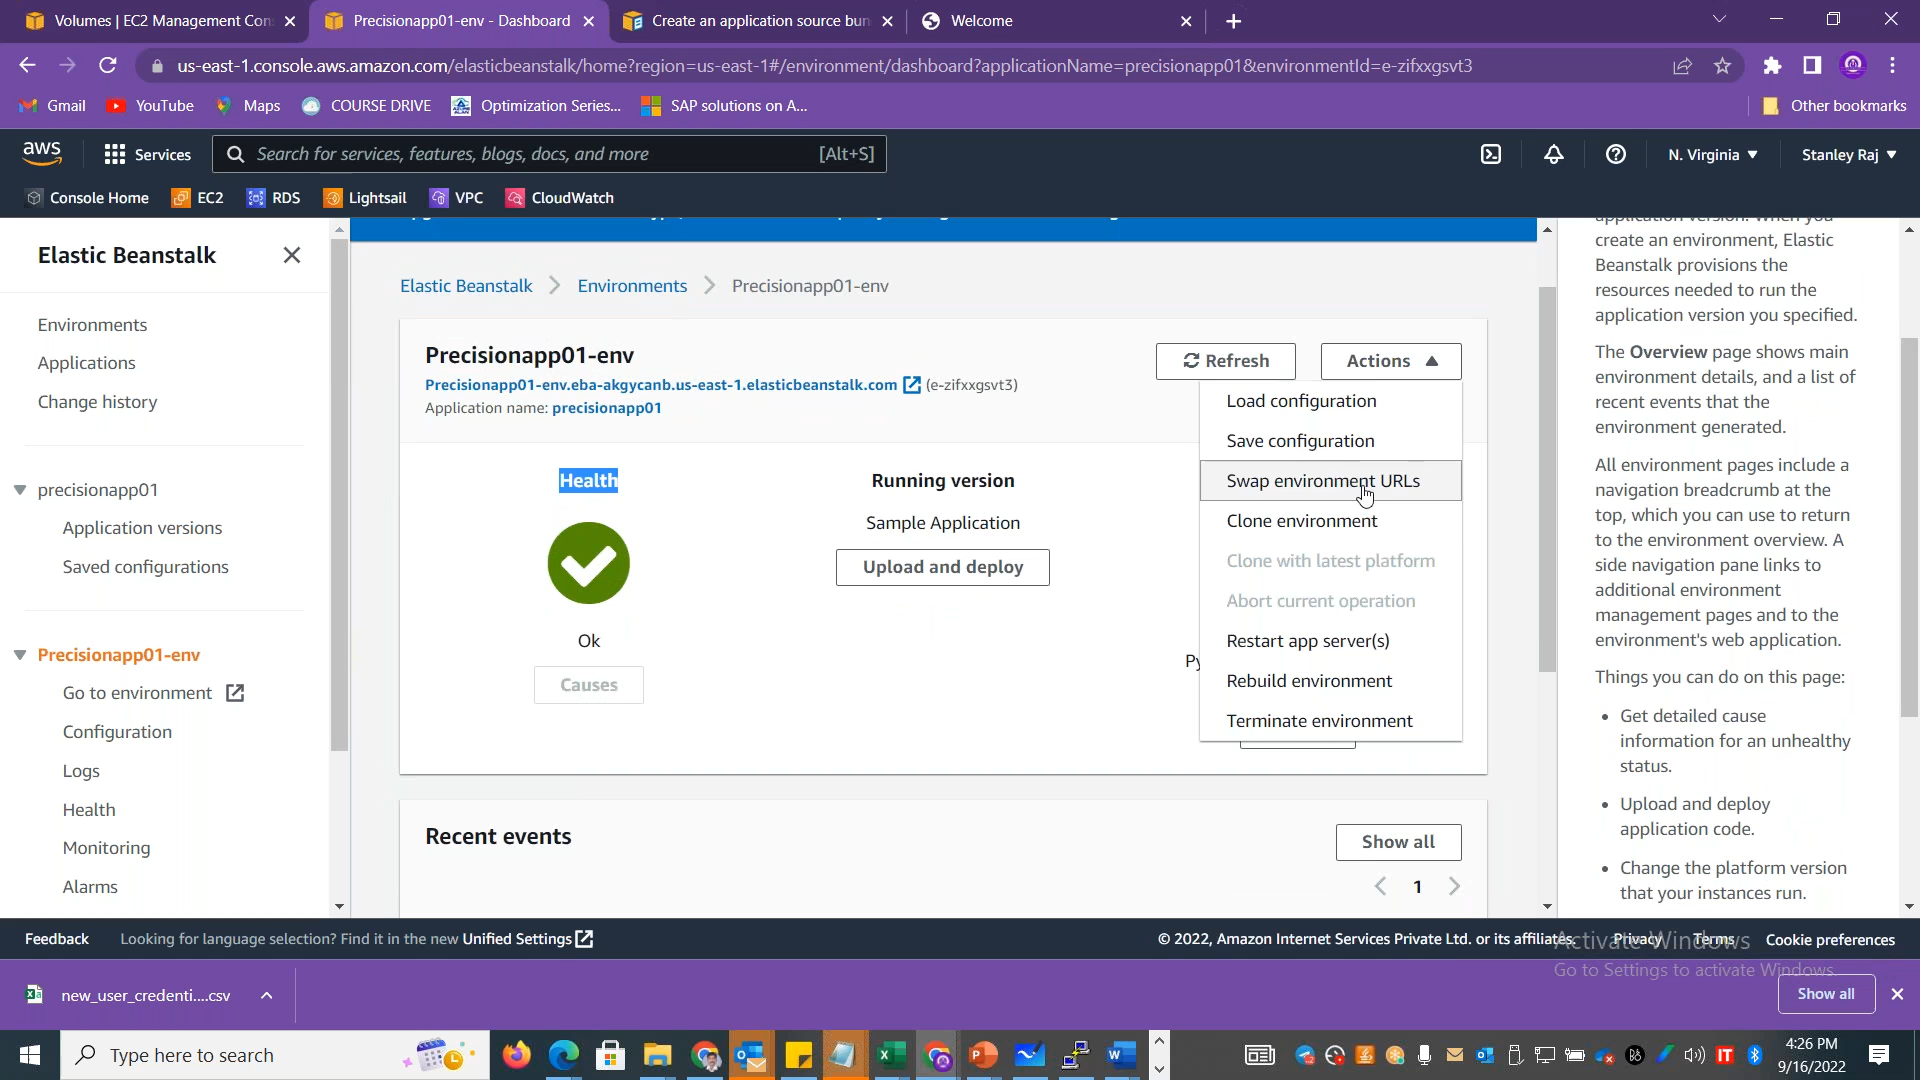 Volumes | EC2 Management Con
Precisionapp01-env - Dashboard
Create an application source bun
Welcome
us-east-1.console.aws.amazon.com/elasticbeanstalk/home?region=us-east-1#/environment/dashboard?applicationName=precisionapp01&environmentId=e-zifxxgsvt3
Gmail YouTube Maps COURSE DRIVE Optimization Series... SAP solutions on A... Other bookmarks
aws Services Search for services, features, blogs, docs, and more [Alt+S] N. Virginia Stanley Raj
Console Home EC2 RDS Lightsail VPC CloudWatch
Elastic Beanstalk
Environments
Applications
Change history
precisionapp01
Application versions
Saved configurations
Precisionapp01-env
Go to environment
Configuration
Logs
Health
Monitoring
Alarms
Elastic Beanstalk Environments Precisionapp01-env
Precisionapp01-env
Precisionapp01-env.eba-akgycanb.us-east-1.elasticbeanstalk.com (e-zifxxgsvt3)
Application name: precisionapp01
Refresh
Actions
Load configuration
Save configuration
Swap environment URLs
Clone environment
Clone with latest platform
Abort current operation
Restart app server(s)
Rebuild environment
Terminate environment
Health
Ok
Causes
Running version
Sample Application
Upload and deploy
Py
Recent events
Show all
1
application version. When you
create an environment, Elastic
Beanstalk provisions the
resources needed to run the
application version you specified.
The Overview page shows main
environment details, and a list of
recent events that the
environment generated.
All environment pages include a
navigation breadcrumb at the
top, which you can use to return
to the environment overview. A
side navigation pane links to
additional environment
management pages and to the
environment's web application.
Things you can do on this page:
Get detailed cause
information for an unhealthy
status.
Upload and deploy
application code.
Change the platform version
that your instances run.
Feedback Looking for language selection? Find it in the new Unified Settings
© 2022, Amazon Internet Services Private Ltd. or its affiliates. Privacy Terms Cookie preferences
Activate Windows
Go to Settings to activate Windows.
new_user_credenti....csv
Show all
Type here to search
4:26 PM
9/16/2022